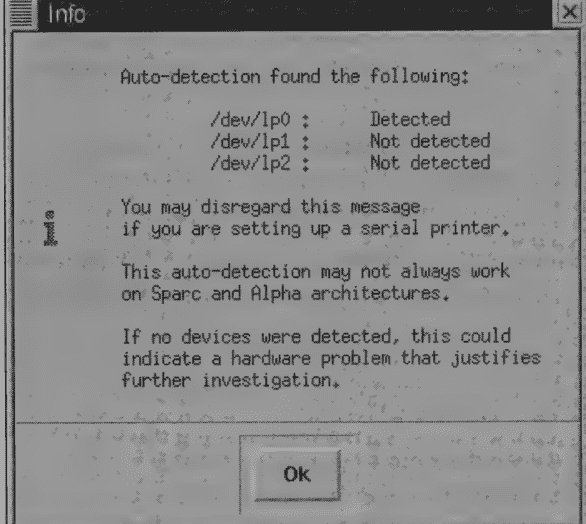 Info
Auto-detection found the following:
/dev/lp0 : Detected
/dev/lp1 : Not detected
/dev/lp2 : Not detected
You may disregard this message
if you are setting up a serial printer.
This auto-detection may not always work
on Sparc and Alpha architectures.
If no devices were detected, this could
indicate a hardware problem that justifies
further investigation.
Ok